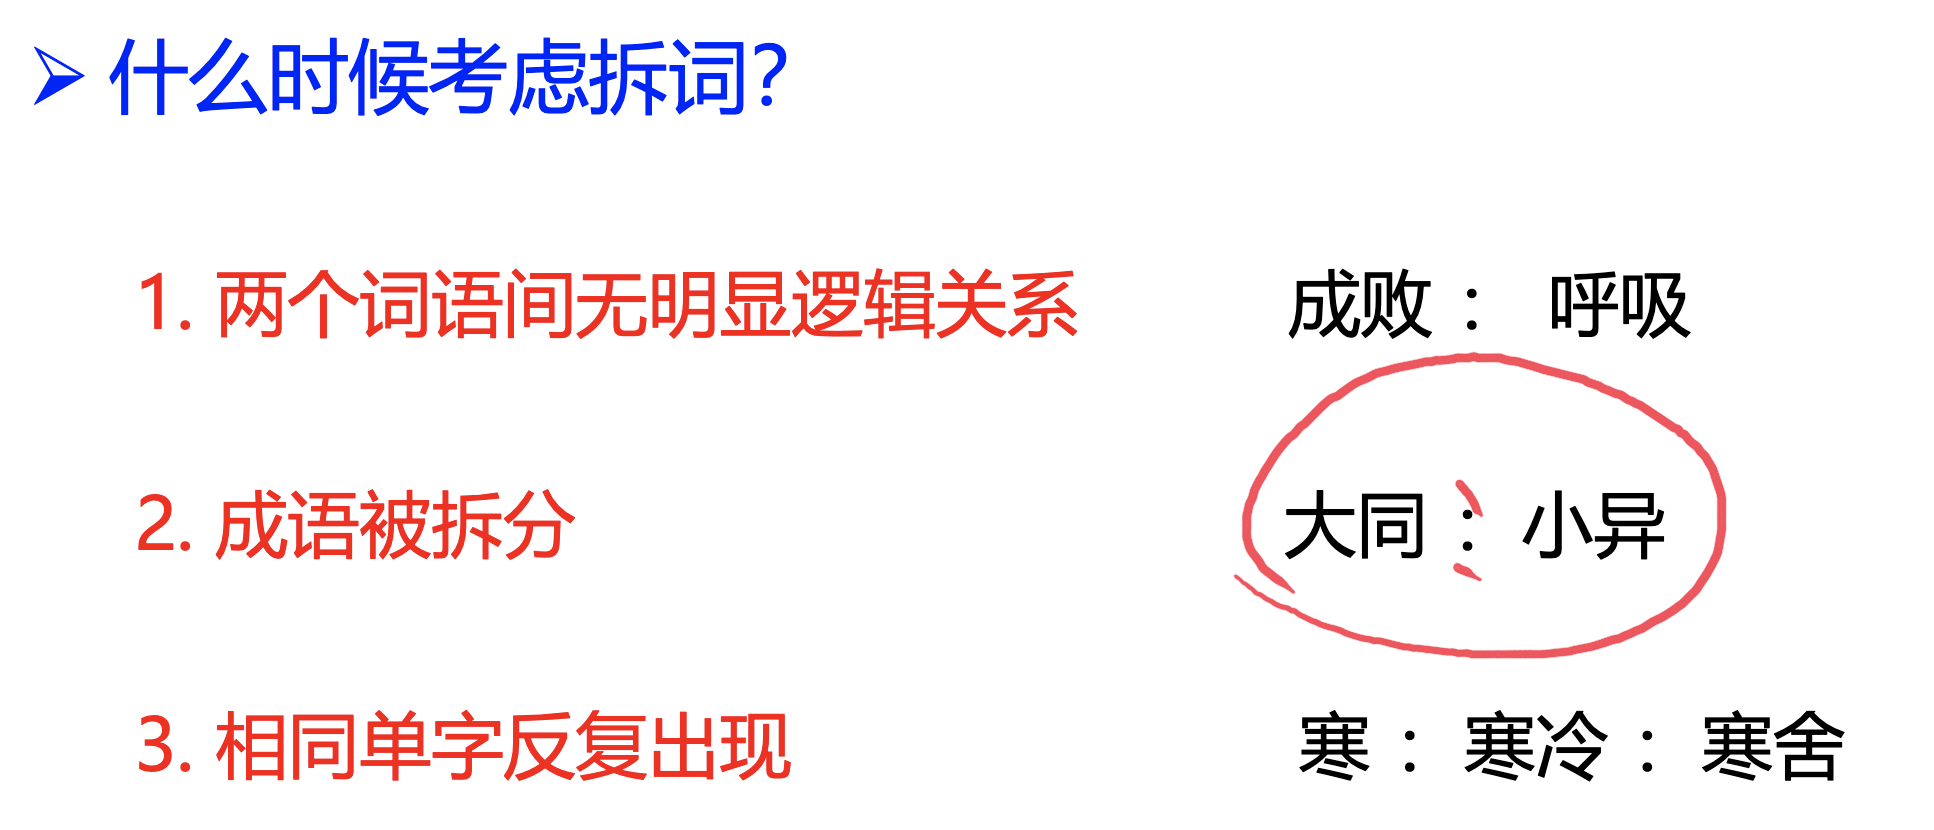 什么时候考虑拆词?
1. 两个词语间无明显逻辑关系 成败： 呼吸
2. 成语被拆分 大同： 小异
3. 相同单字反复出现 寒： 寒冷： 寒舍